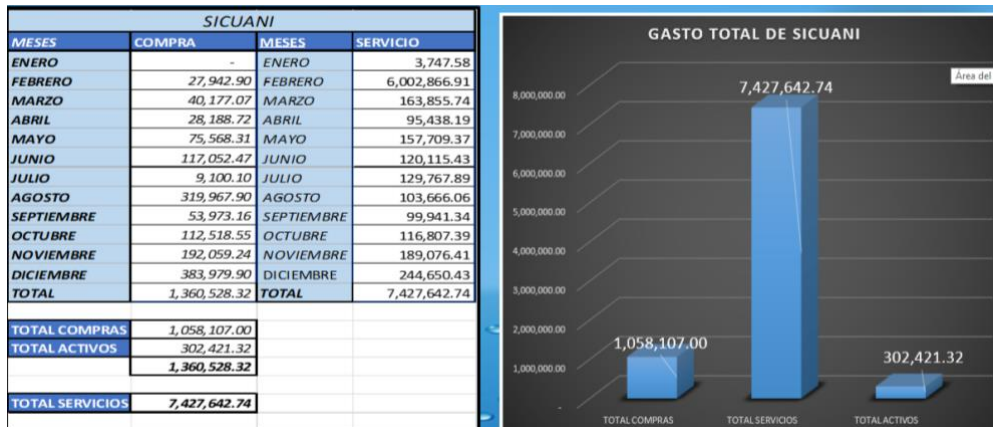 SICUANI
MESES COMPRA MESES SERVICIO
ENERO - ENERO 3,747.58
FEBRERO 27,942.90 FEBRERO 6,002,866.91
MARZO 40,177.07 MARZO 163,855.74
ABRIL 28,188.72 ABRIL 95,438.19
MAYO 75,568.31 MAYO 157,709.37
JUNIO 117,052.47 JUNIO 120,115.43
JULIO 9,100.10 JULIO 129,767.89
AGOSTO 319,967.90 AGOSTO 103,666.06
SEPTIEMBRE 53,973.16 SEPTIEMBRE 99,941.34
OCTUBRE 112,518.55 OCTUBRE 116,807.39
NOVIEMBRE 192,059.24 NOVIEMBRE 189,076.41
DICIEMBRE 383,979.90 DICIEMBRE 244,650.43
TOTAL 1,360,528.32 TOTAL 7,427,642.74
TOTAL COMPRAS 1,058,107.00
TOTAL ACTIVOS 302,421.32
1,360,528.32
TOTAL SERVICIOS 7,427,642.74
GASTO TOTAL DE SICUANI
Área del
7,427,642.74
8,000,000.00
7,000,000.00
6,000,000.00
5,000,000.00
4,000,000.00
3,000,000.00
2,000,000.00
1,058,107.00
302,421.32
1,000,000.00
-
TOTAL COMPRAS TOTAL SERVICIOS TOTAL ACTIVOS